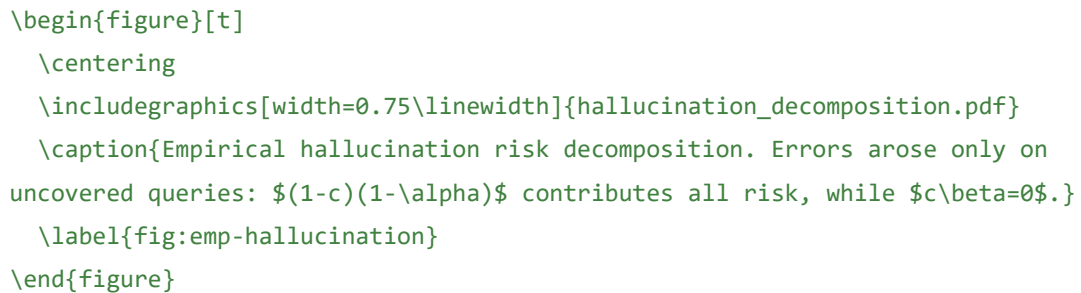 \begin{figure}[t]
  \centering
  \includegraphics[width=0.75\linewidth]{hallucination_decomposition.pdf}
  \caption{Empirical hallucination risk decomposition. Errors arose only on
uncovered queries: $(1-c)(1-\alpha)$ contributes all risk, while $c\beta=0$.}
  \label{fig:emp-hallucination}
\end{figure}